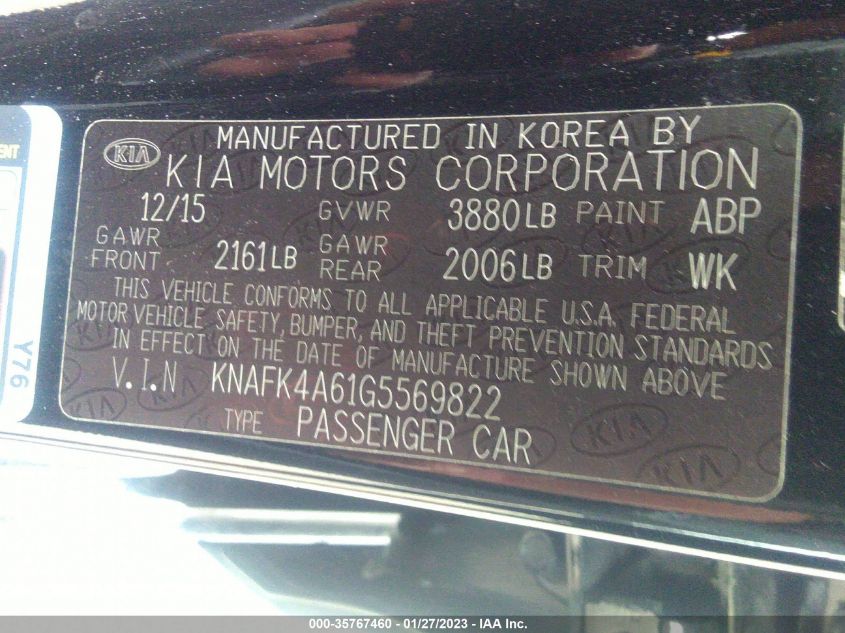 MANUFACTURED IN KOREA BY
KIA KIA MOTORS CORPORATION
12/15 GVWR 3880LB PAINT ABP
GAWR FRONT 2161LB GAWR REAR 2006LB TRIM WK
THIS VEHICLE CONFORMS TO ALL APPLICABLE U.S.A. FEDERAL
MOTOR VEHICLE SAFETY, BUMPER, AND THEFT PREVENTION STANDARDS
IN EFFECT ON THE DATE OF MANUFACTURE SHOWN ABOVE
V.I.N KNAFK4A61G5569822
TYPE PASSENGER CAR
Y76
000-35767460 - 01/27/2023 - IAA Inc.